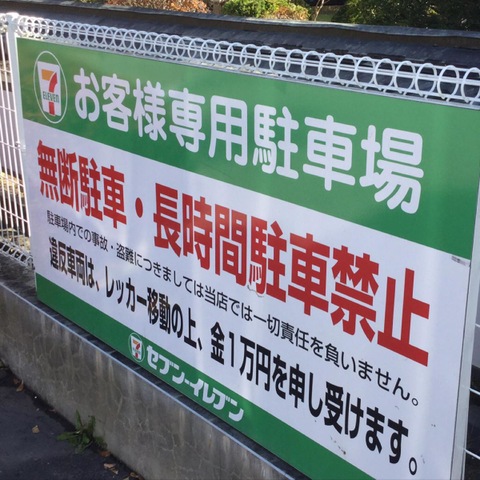 7
ELEVEN
お客様専用駐車場
無断駐車・長時間駐車禁止
駐車場内での事故・盗難につきましては当店では一切責任を負いません。
違反車両は、レッカー移動の上、金1万円を申し受けます。
7
ELEVEN
セブン-イレブン